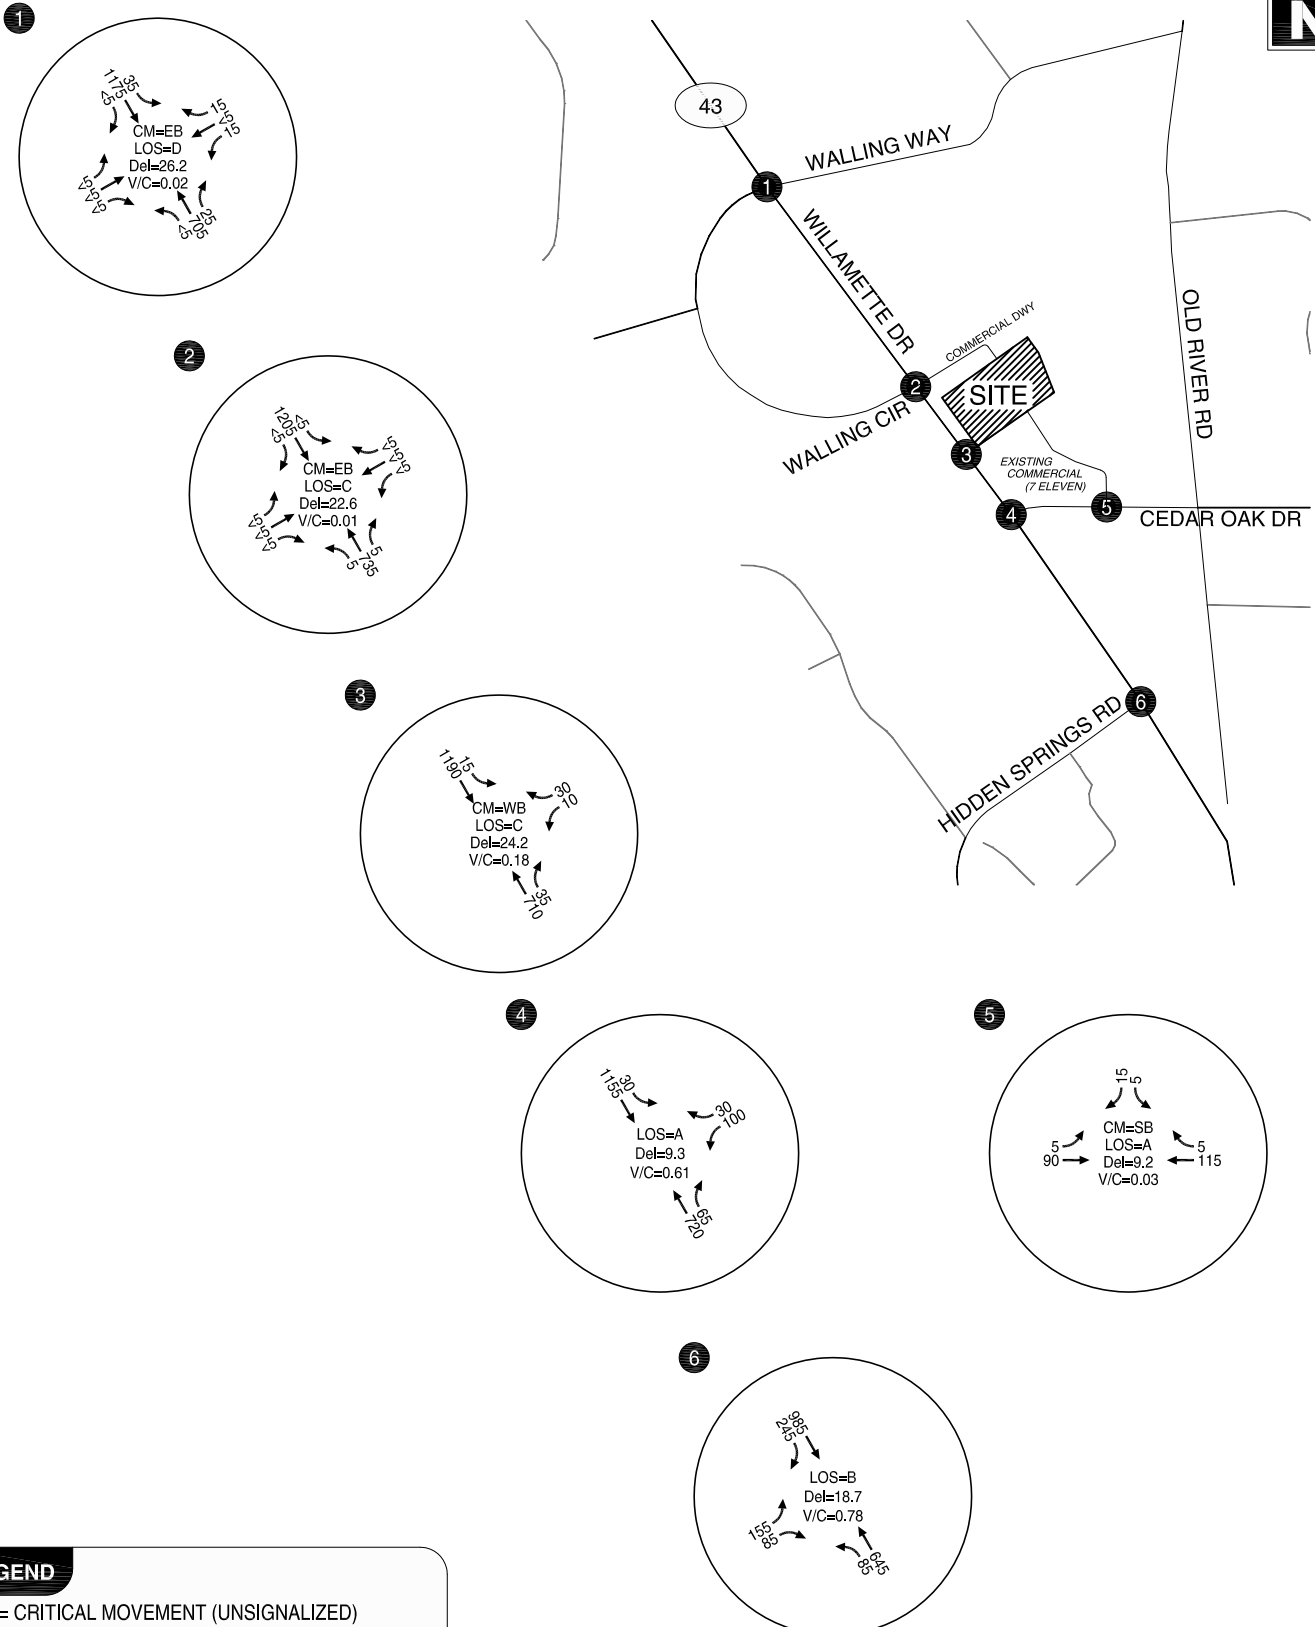 1
N
35
1175
<5
15
<5
15
CM=EB
LOS=D
Del=26.2
V/C=0.02
<5
<5
<5
25
705
<5
43
WALLING WAY
1
WILLAMETTE DR
OLD RIVER RD
COMMERCIAL DWY
2
SITE
WALLING CIR
3
EXISTING
COMMERCIAL
(7 ELEVEN)
4
5
CEDAR OAK DR
6
HIDDEN SPRINGS RD
2
<5
1205
<5
<5
<5
<5
CM=EB
LOS=C
Del=22.6
V/C=0.01
<5
<5
<5
5
735
5
3
15
1190
30
10
CM=WB
LOS=C
Del=24.2
V/C=0.18
35
710
4
30
1155
30
100
LOS=A
Del=9.3
V/C=0.61
65
720
5
15
5
CM=SB
LOS=A
Del=9.2
V/C=0.03
5
90
5
115
6
985
245
LOS=B
Del=18.7
V/C=0.78
155
85
645
85
GEND
= CRITICAL MOVEMENT (UNSIGNALIZED)